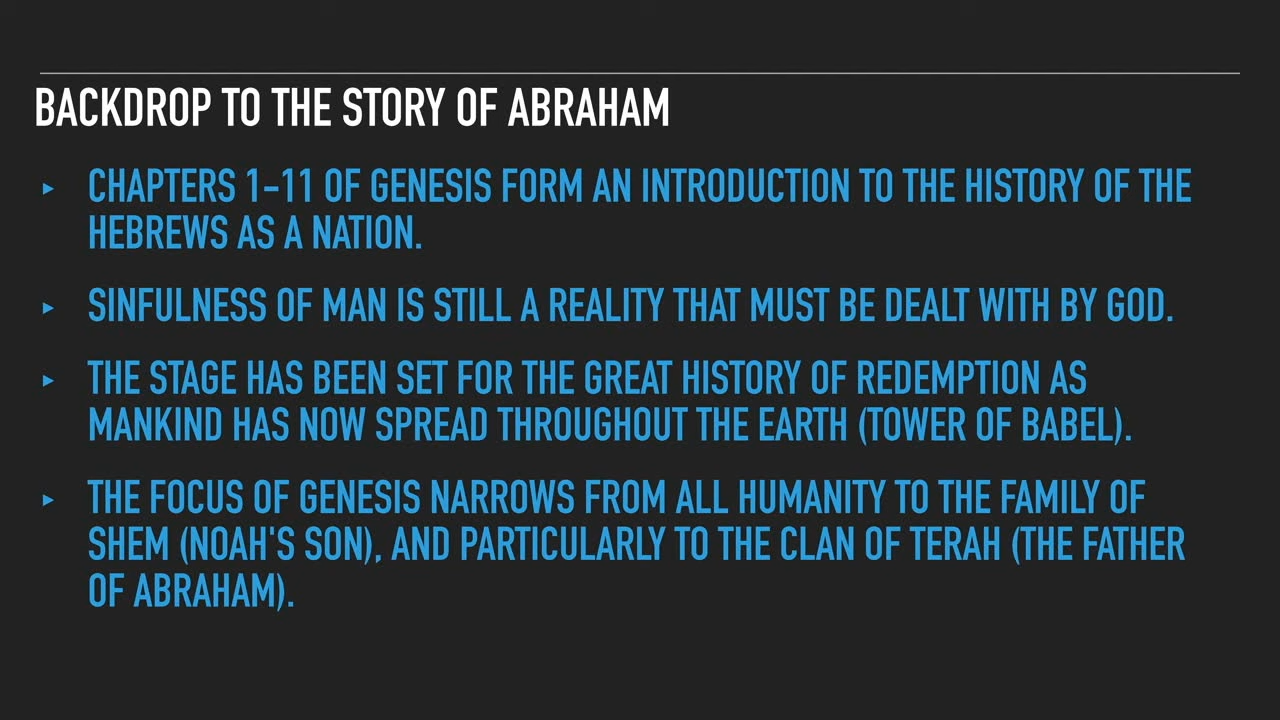 BACKDROP TO THE STORY OF ABRAHAM
▸ CHAPTERS 1-11 OF GENESIS FORM AN INTRODUCTION TO THE HISTORY OF THE
HEBREWS AS A NATION.
▸ SINFULNESS OF MAN IS STILL A REALITY THAT MUST BE DEALT WITH BY GOD.
▸ THE STAGE HAS BEEN SET FOR THE GREAT HISTORY OF REDEMPTION AS
MANKIND HAS NOW SPREAD THROUGHOUT THE EARTH (TOWER OF BABEL).
▸ THE FOCUS OF GENESIS NARROWS FROM ALL HUMANITY TO THE FAMILY OF
SHEM (NOAH'S SON), AND PARTICULARLY TO THE CLAN OF TERAH (THE FATHER
OF ABRAHAM).